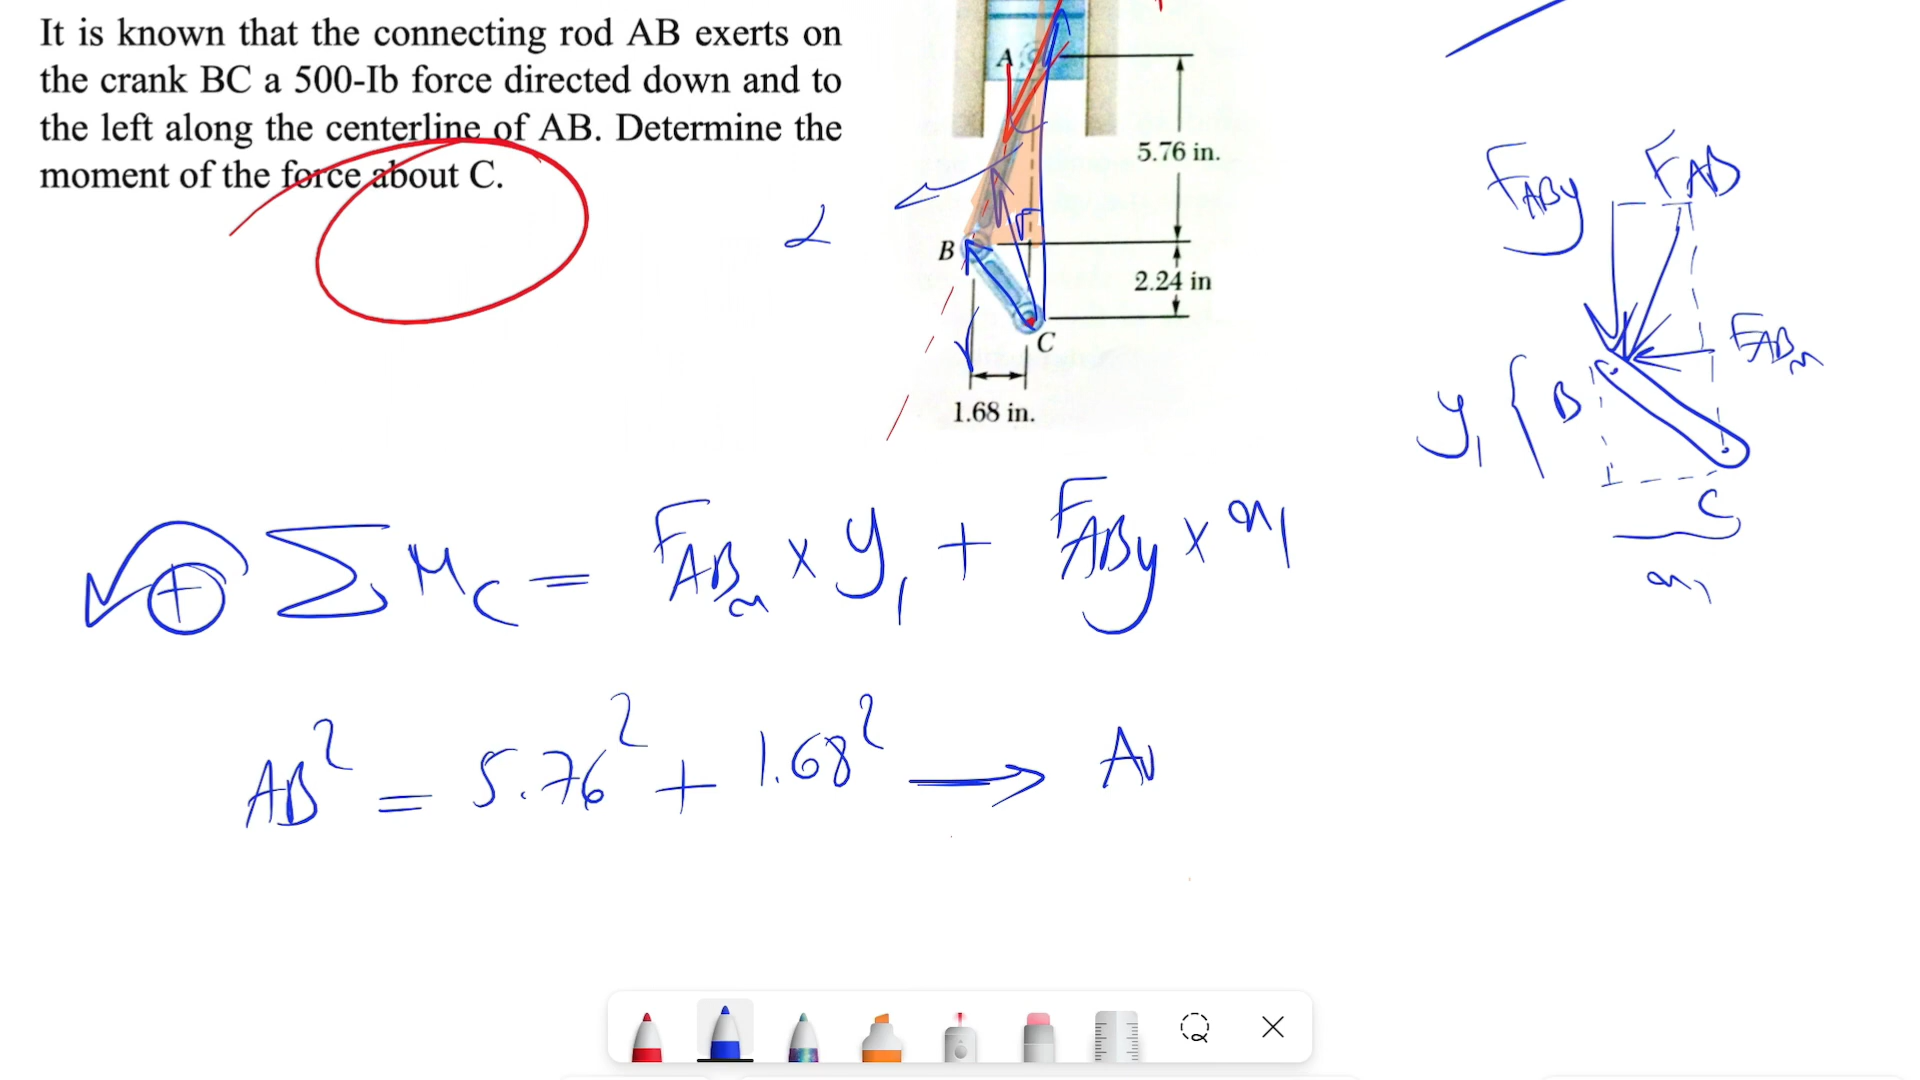 It is known that the connecting rod AB exerts on
the crank BC a 500-Ib force directed down and to
the left along the centerline of AB. Determine the
moment of the force about C.
A
5.76 in.
B
2.24 in
C
1.68 in.
F_ABy F_AB
F_ABx
y₁ { B
C
x₁
+ ΣM_C = F_ABx × y₁ + F_ABy × x₁
AB² = 5.76² + 1.68² →